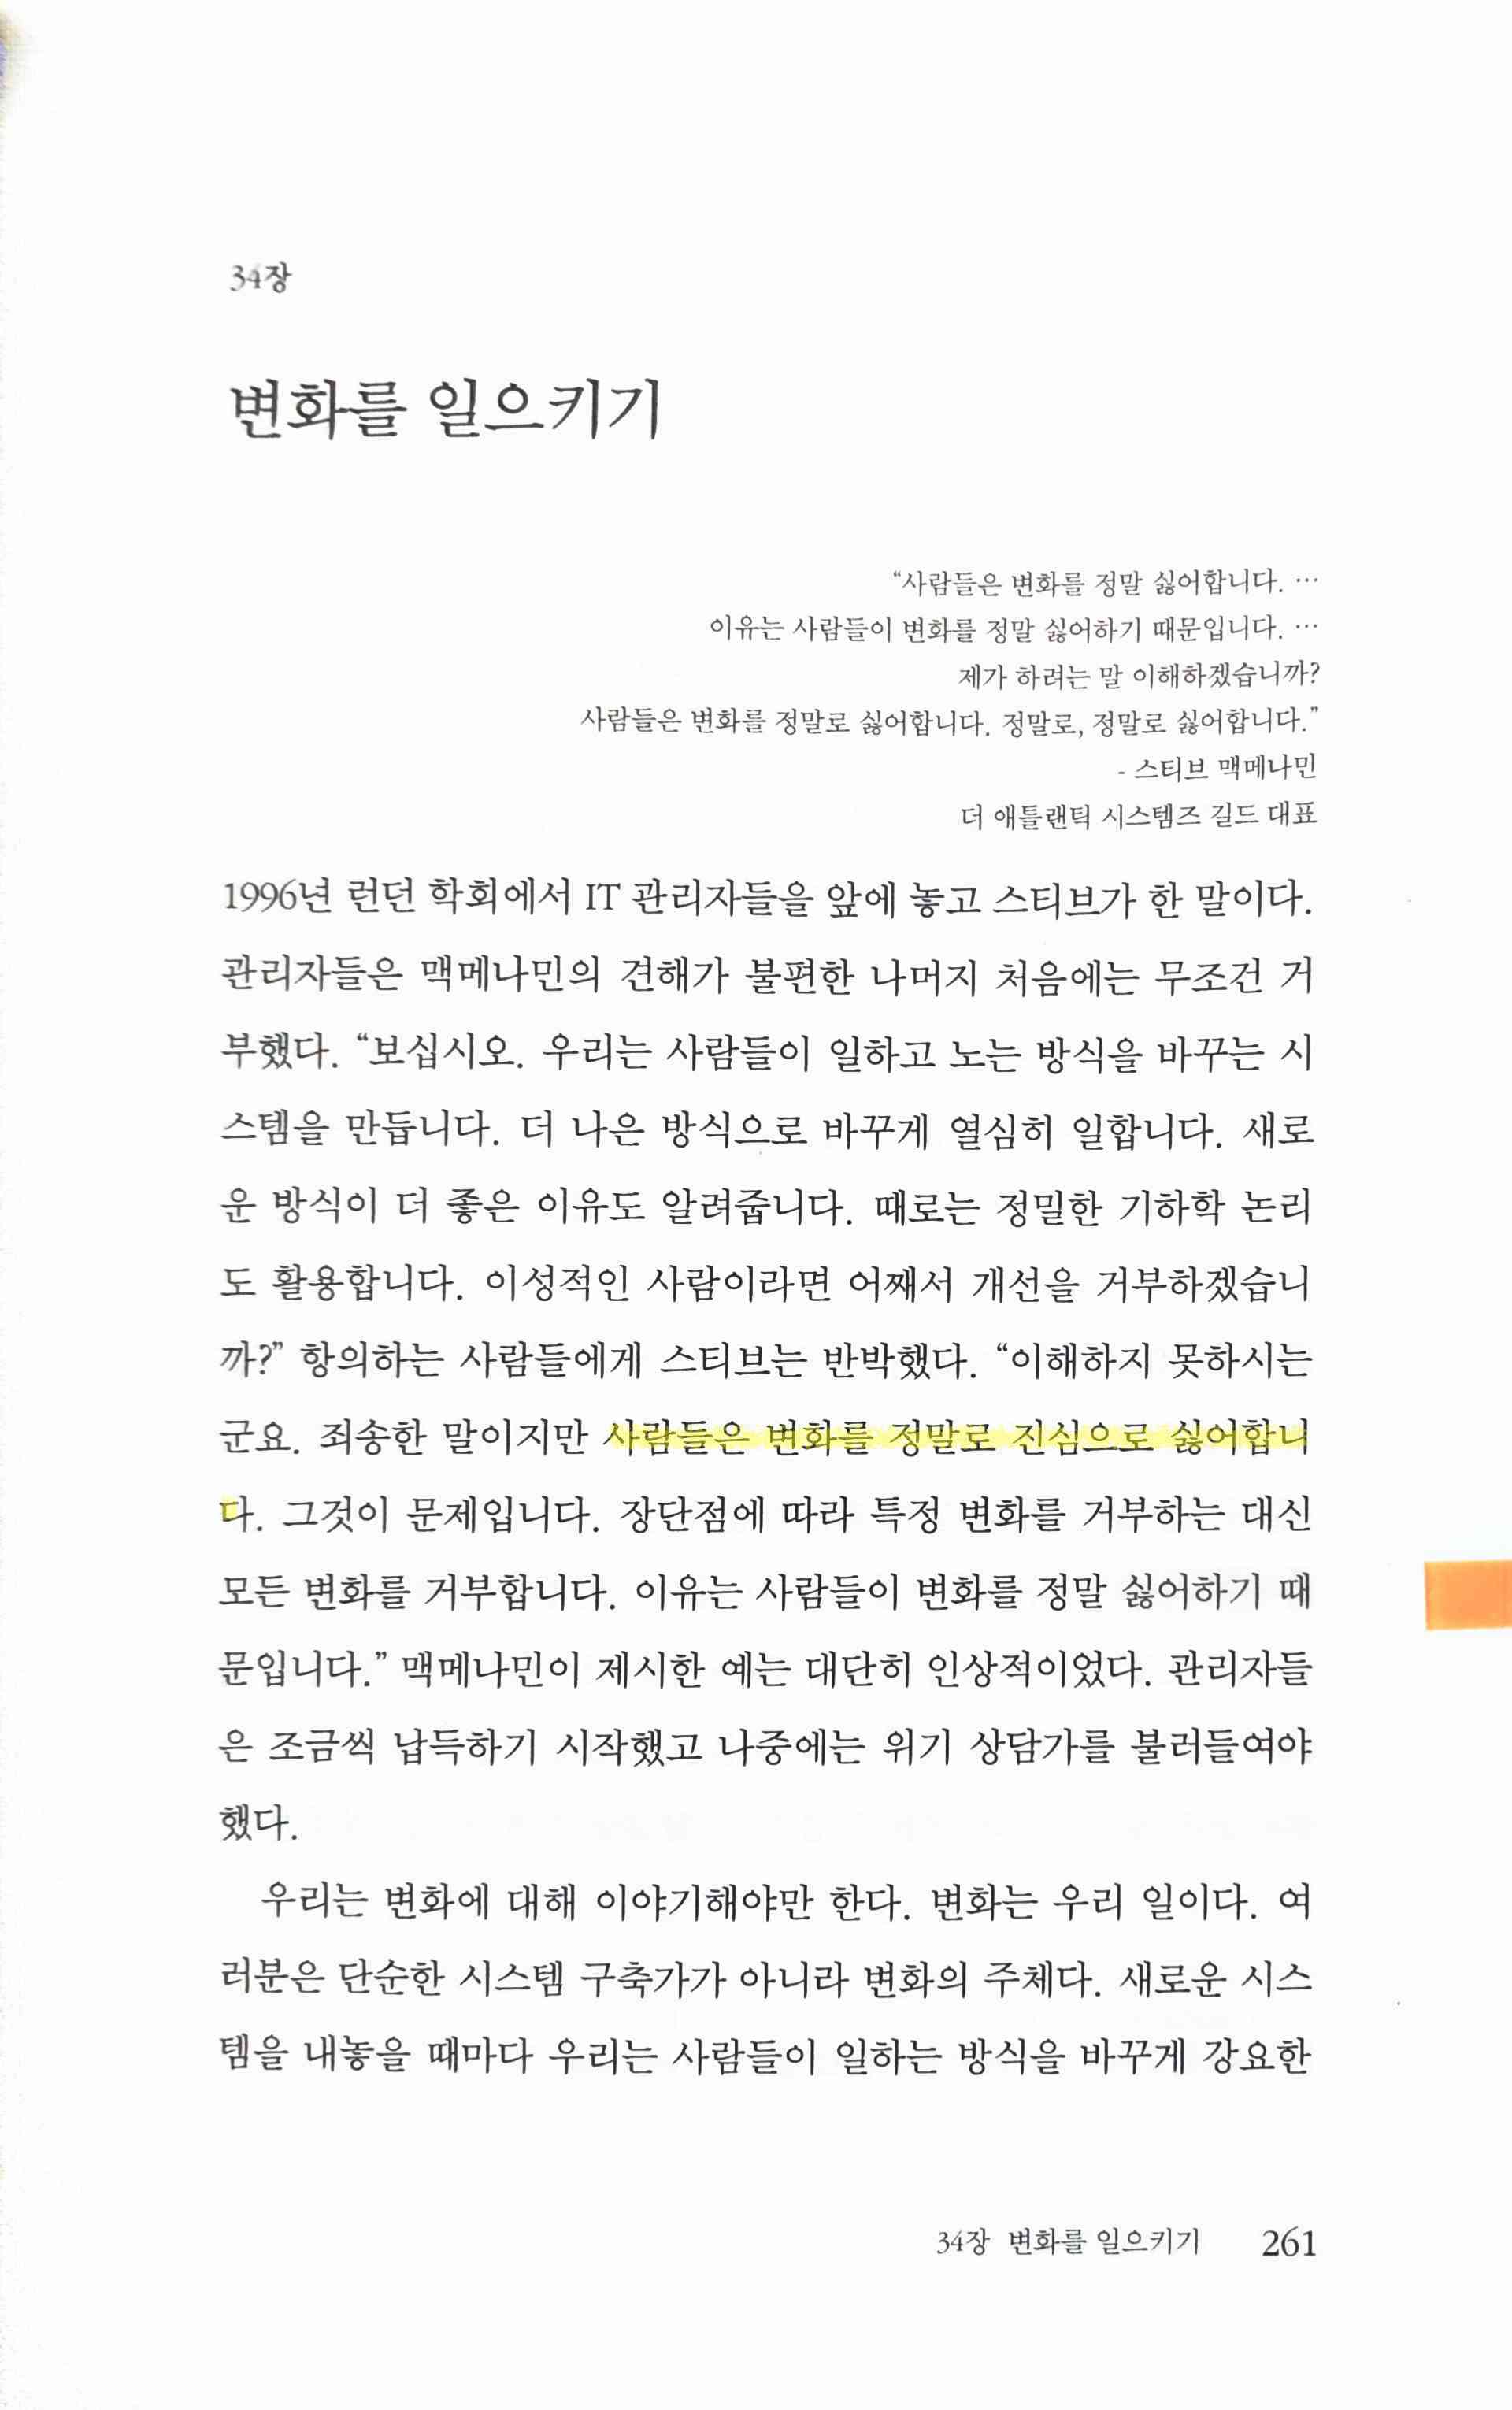 34장
변화를 일으키기
“사람들은 변화를 정말 싫어합니다. …
이유는 사람들이 변화를 정말 싫어하기 때문입니다. …
제가 하려는 말 이해하겠습니까?
사람들은 변화를 정말로 싫어합니다. 정말로, 정말로 싫어합니다.”
- 스티브 맥메나민
더 애틀랜틱 시스템즈 길드 대표
1996년 런던 학회에서 IT 관리자들을 앞에 놓고 스티브가 한 말이다.
관리자들은 맥메나민의 견해가 불편한 나머지 처음에는 무조건 거
부했다. “보십시오. 우리는 사람들이 일하고 노는 방식을 바꾸는 시
스템을 만듭니다. 더 나은 방식으로 바꾸게 열심히 일합니다. 새로
운 방식이 더 좋은 이유도 알려줍니다. 때로는 정밀한 기하학 논리
도 활용합니다. 이성적인 사람이라면 어째서 개선을 거부하겠습니
까?” 항의하는 사람들에게 스티브는 반박했다. “이해하지 못하시는
군요. 죄송한 말이지만 사람들은 변화를 정말로 진심으로 싫어합니
다. 그것이 문제입니다. 장단점에 따라 특정 변화를 거부하는 대신
모든 변화를 거부합니다. 이유는 사람들이 변화를 정말 싫어하기 때
문입니다.” 맥메나민이 제시한 예는 대단히 인상적이었다. 관리자들
은 조금씩 납득하기 시작했고 나중에는 위기 상담가를 불러들여야
했다.
우리는 변화에 대해 이야기해야만 한다. 변화는 우리 일이다. 여
러분은 단순한 시스템 구축가가 아니라 변화의 주체다. 새로운 시스
템을 내놓을 때마다 우리는 사람들이 일하는 방식을 바꾸게 강요한
34장 변화를 일으키기 261